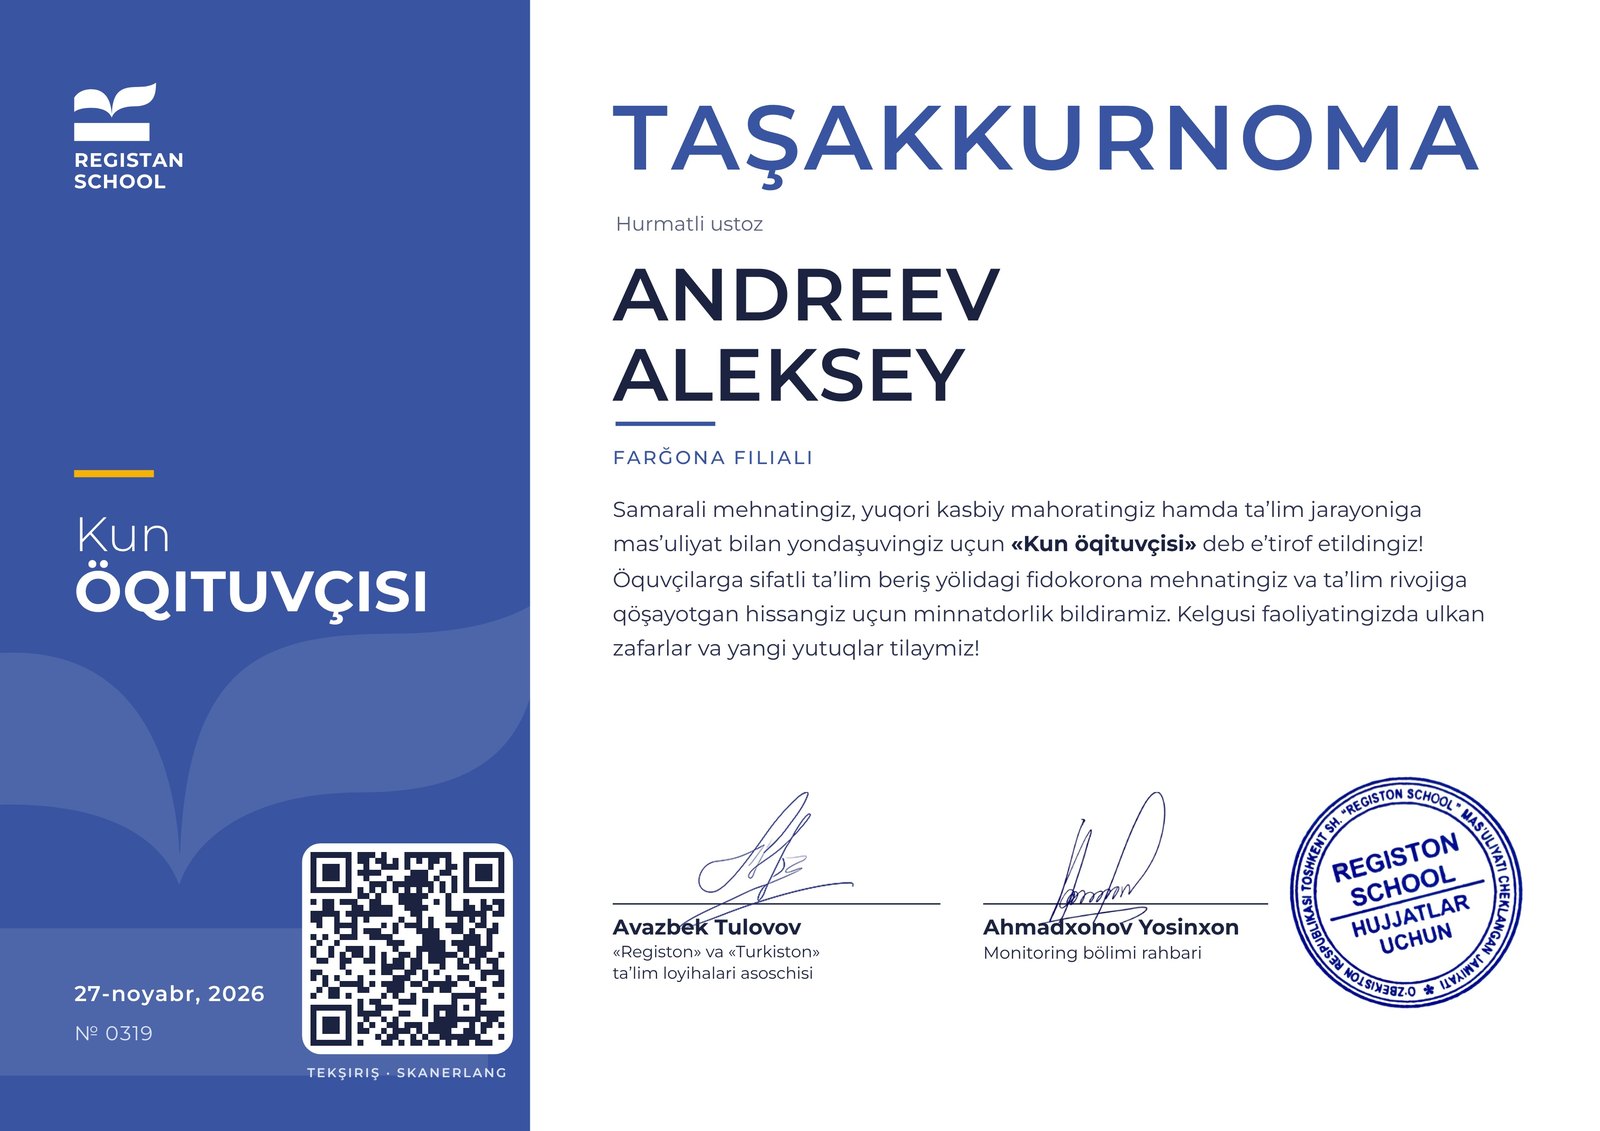 REGISTAN
SCHOOL
Kun
ÖQITUVÇISI
27-noyabr, 2026
№ 0319
TEKŞIRIŞ · SKANERLANG
TAŞAKKURNOMA
Hurmatli ustoz
ANDREEV
ALEKSEY
FARĞONA FILIALI
Samarali mehnatingiz, yuqori kasbiy mahoratingiz hamda ta’lim jarayoniga
mas’uliyat bilan yondaşuvingiz uçun «Kun öqituvçisi» deb e’tirof etildingiz!
Öquvçilarga sifatli ta’lim beriş yölidagi fidokorona mehnatingiz va ta’lim rivojiga
qöşayotgan hissangiz uçun minnatdorlik bildiramiz. Kelgusi faoliyatingizda ulkan
zafarlar va yangi yutuqlar tilaymiz!
Avazbek Tulovov
«Registon» va «Turkiston»
ta’lim loyihalari asoschisi
Ahmadxonov Yosinxon
Monitoring bölimi rahbari
O‘ZBEKISTON RESPUBLIKASI TOSHKENT SH. "REGISTON SCHOOL" MAS'ULIYATI CHEKLANGAN JAMIYATI
REGISTON
SCHOOL
HUJJATLAR
UCHUN